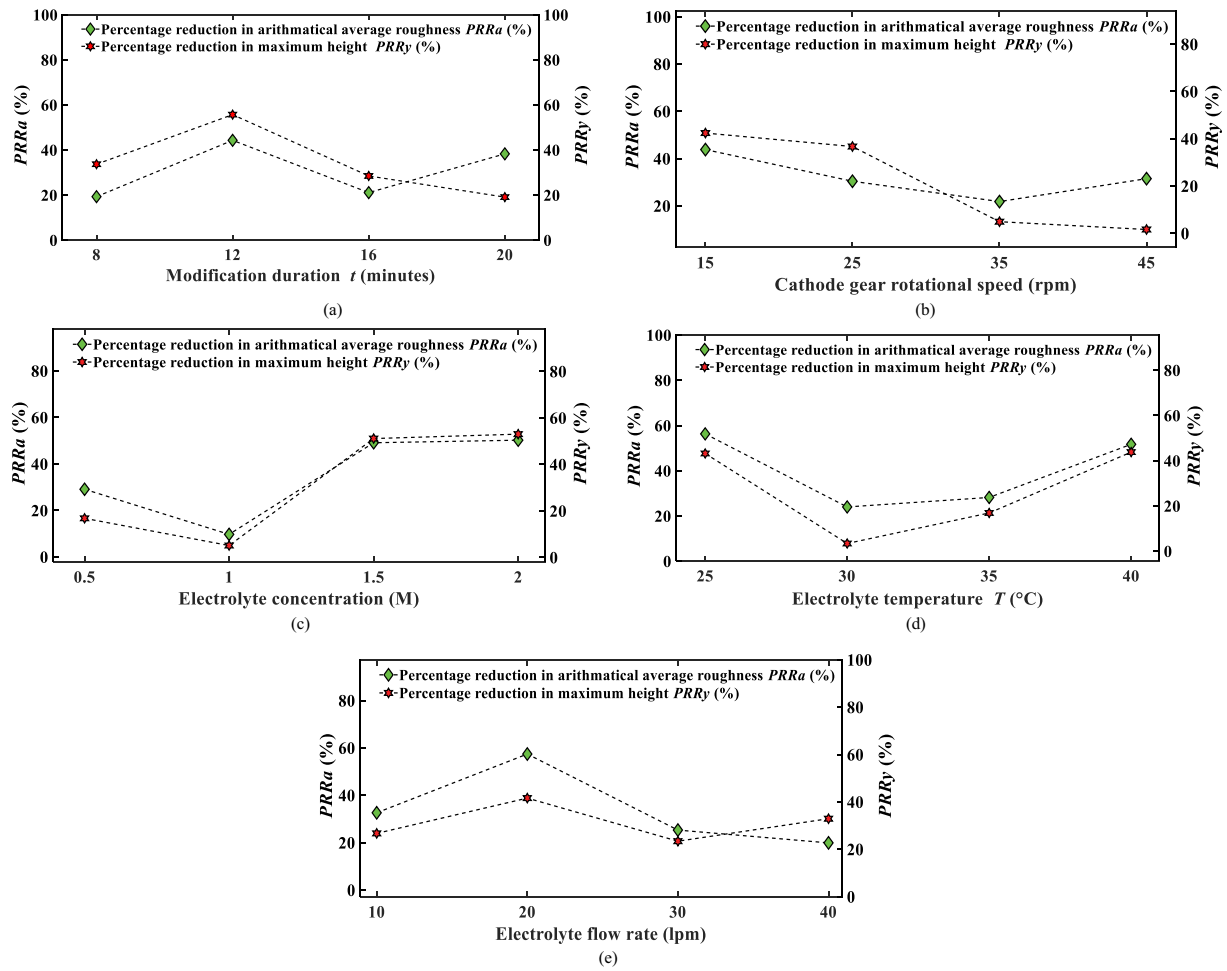 100
80
60
40
20
0
PRRa (%)
Percentage reduction in arithmatical average roughness PRRa (%)
Percentage reduction in maximum height PRRy (%)
100
80
60
40
20
0
PRRy (%)
8 12 16 20
Modification duration t (minutes)
(a)
100
80
60
40
20
PRRa (%)
Percentage reduction in arithmatical average roughness PRRa (%)
Percentage reduction in maximum height PRRy (%)
80
60
40
20
0
PRRy (%)
15 25 35 45
Cathode gear rotational speed (rpm)
(b)
80
60
40
20
0
PRRa (%)
Percentage reduction in arithmatical average roughness PRRa (%)
Percentage reduction in maximum height PRRy (%)
80
60
40
20
0
PRRy (%)
0.5 1 1.5 2
Electrolyte concentration (M)
(c)
100
80
60
40
20
0
PRRa (%)
Percentage reduction in arithmatical average roughness PRRa (%)
Percentage reduction in maximum height PRRy (%)
80
60
40
20
0
PRRy (%)
25 30 35 40
Electrolyte temperature T (°C)
(d)
80
60
40
20
0
PRRa (%)
Percentage reduction in arithmatical average roughness PRRa (%)
Percentage reduction in maximum height PRRy (%)
100
80
60
40
20
0
PRRy (%)
10 20 30 40
Electrolyte flow rate (lpm)
(e)